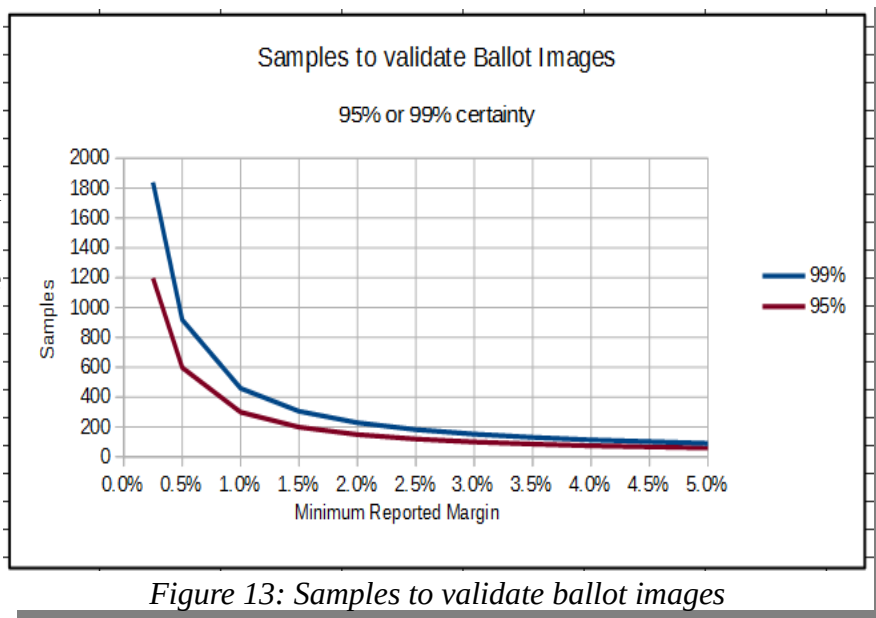 Samples to validate Ballot Images
95% or 99% certainty
2000
1800
1600
1400
1200
1000
800
600
400
200
0
Samples
99%
95%
0.0% 0.5% 1.0% 1.5% 2.0% 2.5% 3.0% 3.5% 4.0% 4.5% 5.0%
Minimum Reported Margin
Figure 13: Samples to validate ballot images